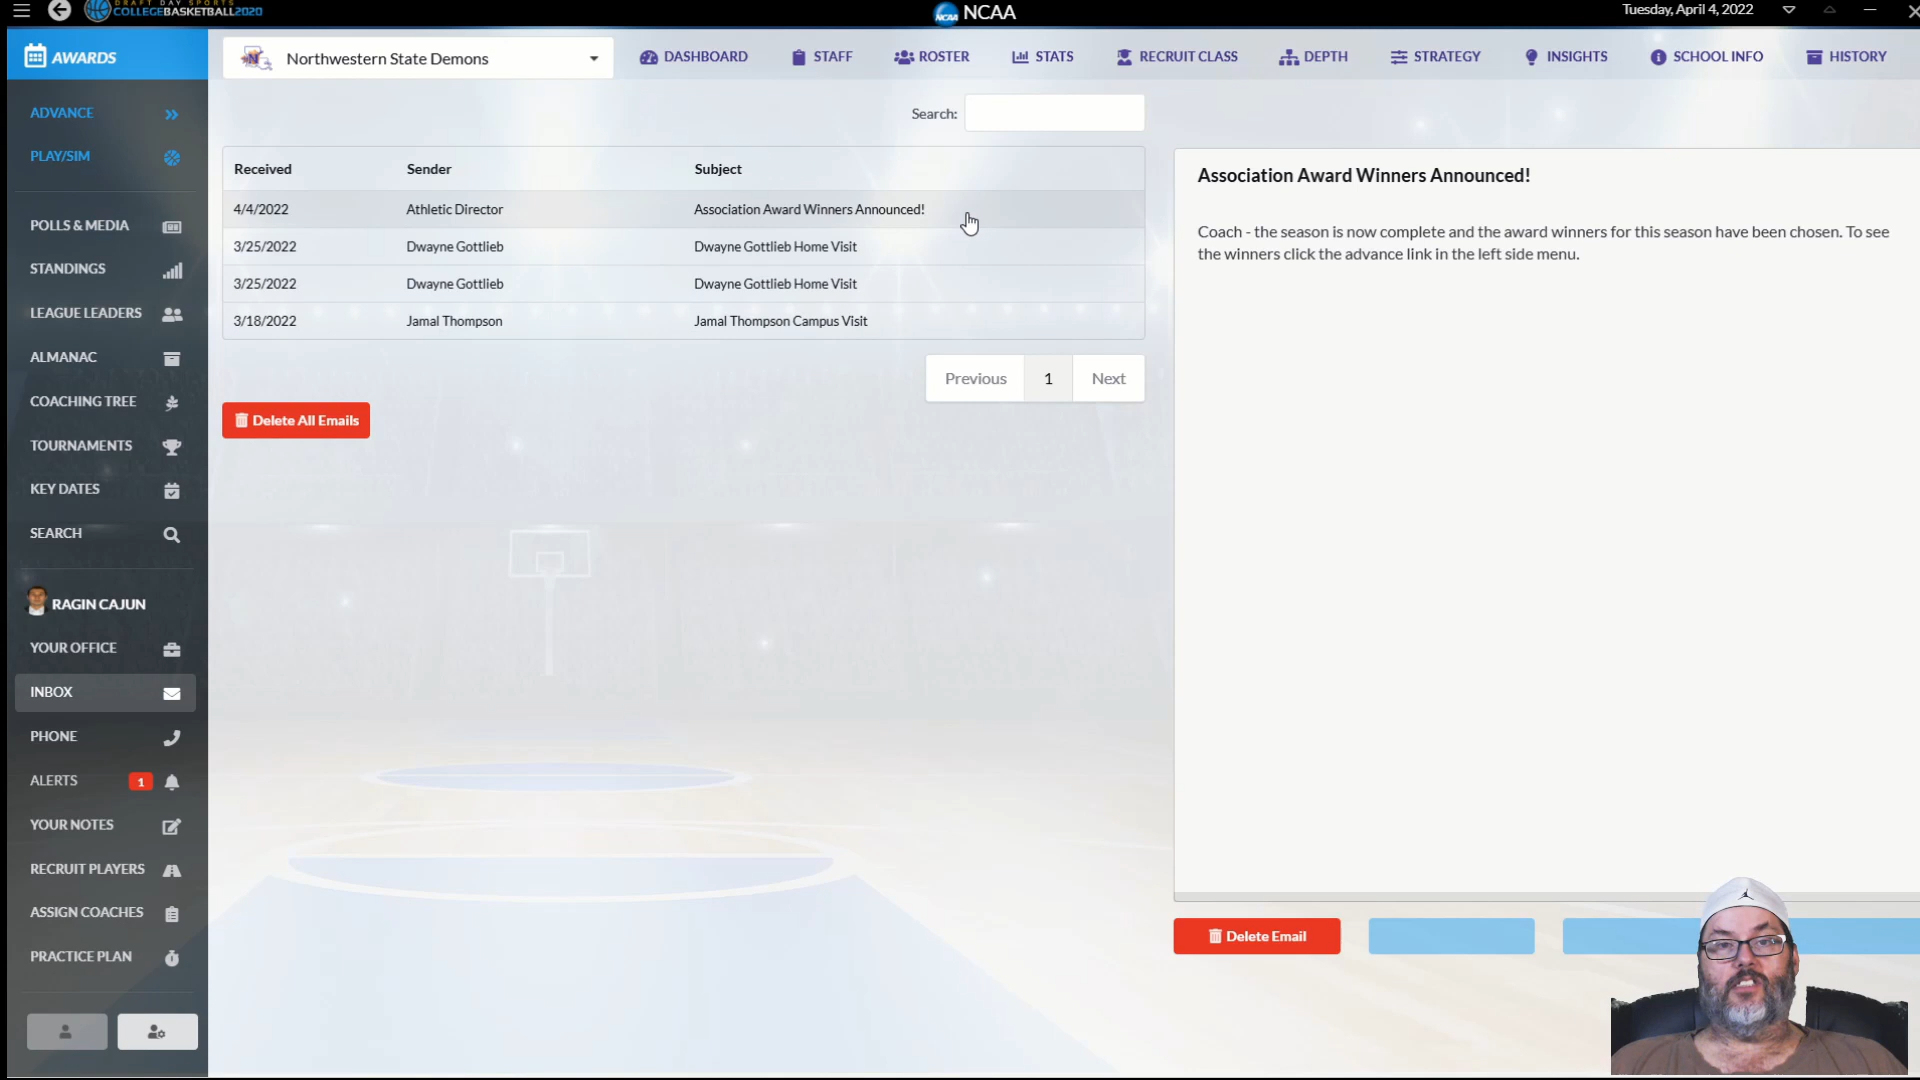 DRAFT DAY SPORTS
COLLEGEBASKETBALL2020
NCAA NCAA
Tuesday, April 4, 2022
AWARDS
Northwestern State Demons
DASHBOARD
STAFF
ROSTER
STATS
RECRUIT CLASS
DEPTH
STRATEGY
INSIGHTS
SCHOOL INFO
HISTORY
ADVANCE
PLAY/SIM
POLLS & MEDIA
STANDINGS
LEAGUE LEADERS
ALMANAC
COACHING TREE
TOURNAMENTS
KEY DATES
SEARCH
RAGIN CAJUN
YOUR OFFICE
INBOX
PHONE
ALERTS 1
YOUR NOTES
RECRUIT PLAYERS
ASSIGN COACHES
PRACTICE PLAN
Search:
Received Sender Subject
4/4/2022 Athletic Director Association Award Winners Announced!
3/25/2022 Dwayne Gottlieb Dwayne Gottlieb Home Visit
3/25/2022 Dwayne Gottlieb Dwayne Gottlieb Home Visit
3/18/2022 Jamal Thompson Jamal Thompson Campus Visit
Previous 1 Next
Delete All Emails
Association Award Winners Announced!
Coach - the season is now complete and the award winners for this season have been chosen. To see
the winners click the advance link in the left side menu.
Delete Email